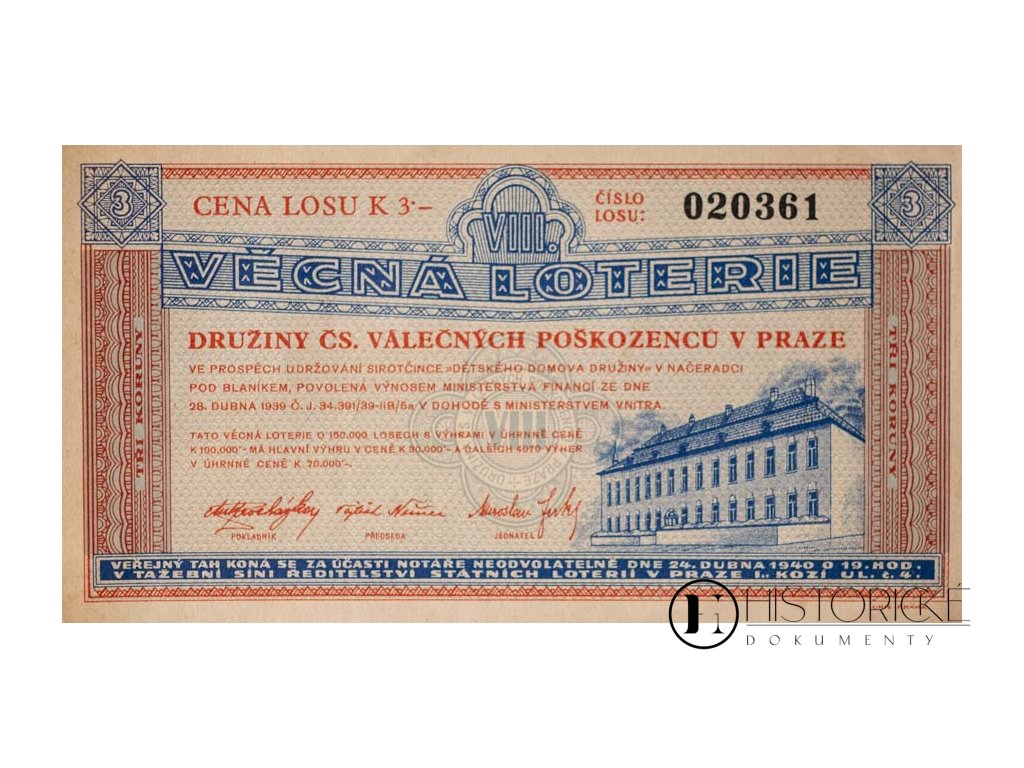 3
CENA LOSU K 3·–
VIII.
ČÍSLO
LOSU:
020361
3
VĚCNÁ LOTERIE
DRUŽINY ČS. VÁLEČNÝCH POŠKOZENCŮ V PRAZE
VE PROSPĚCH UDRŽOVÁNÍ SIROTČINCE »DĚTSKÉHO DOMOVA DRUŽINY« V NAČERADCI
POD BLANÍKEM, POVOLENÁ VÝNOSEM MINISTERSTVA FINANCÍ ZE DNE
28. DUBNA 1939 Č. J. 34.391/39-IIB/5a V DOHODĚ S MINISTERSTVEM VNITRA.
TATO VĚCNÁ LOTERIE O 150.000 LOSECH S VÝHRAMI V ÚHRNNÉ CENĚ
K 100.000·- MÁ HLAVNÍ VÝHRU V CENĚ K 30.000·- A DALŠÍCH 4070 VÝHER
V ÚHRNNÉ CENĚ K 70.000·-.
TŘI KORUNY
VIII.
TŘI KORUNY
POKLADNÍK
PŘEDSEDA
JEDNATEL
VEŘEJNÝ TAH KONÁ SE ZA ÚČASTI NOTÁŘE NEODVOLATELNĚ DNE 24. DUBNA 1940 O 19. HOD.
V TAŽEBNÍ SÍNI ŘEDITELSTVÍ STÁTNÍCH LOTERIÍ V PRAZE I., KOZÍ UL. č. 4.
HISTORICKÉ
DOKUMENTY